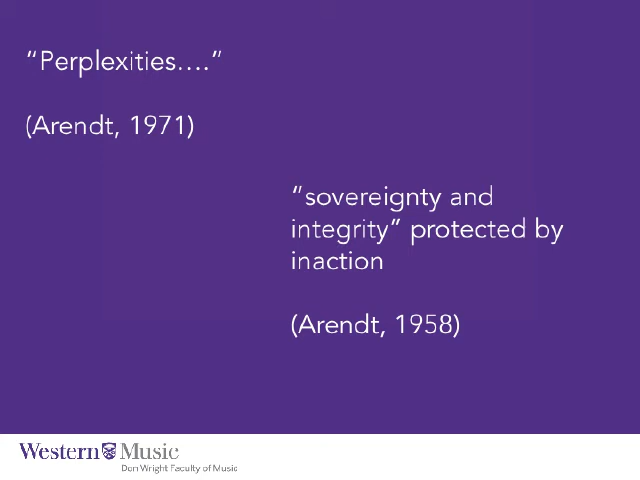 “Perplexities....”
(Arendt, 1971)
“sovereignty and
integrity” protected by
inaction
(Arendt, 1958)
Western Music
Don Wright Faculty of Music